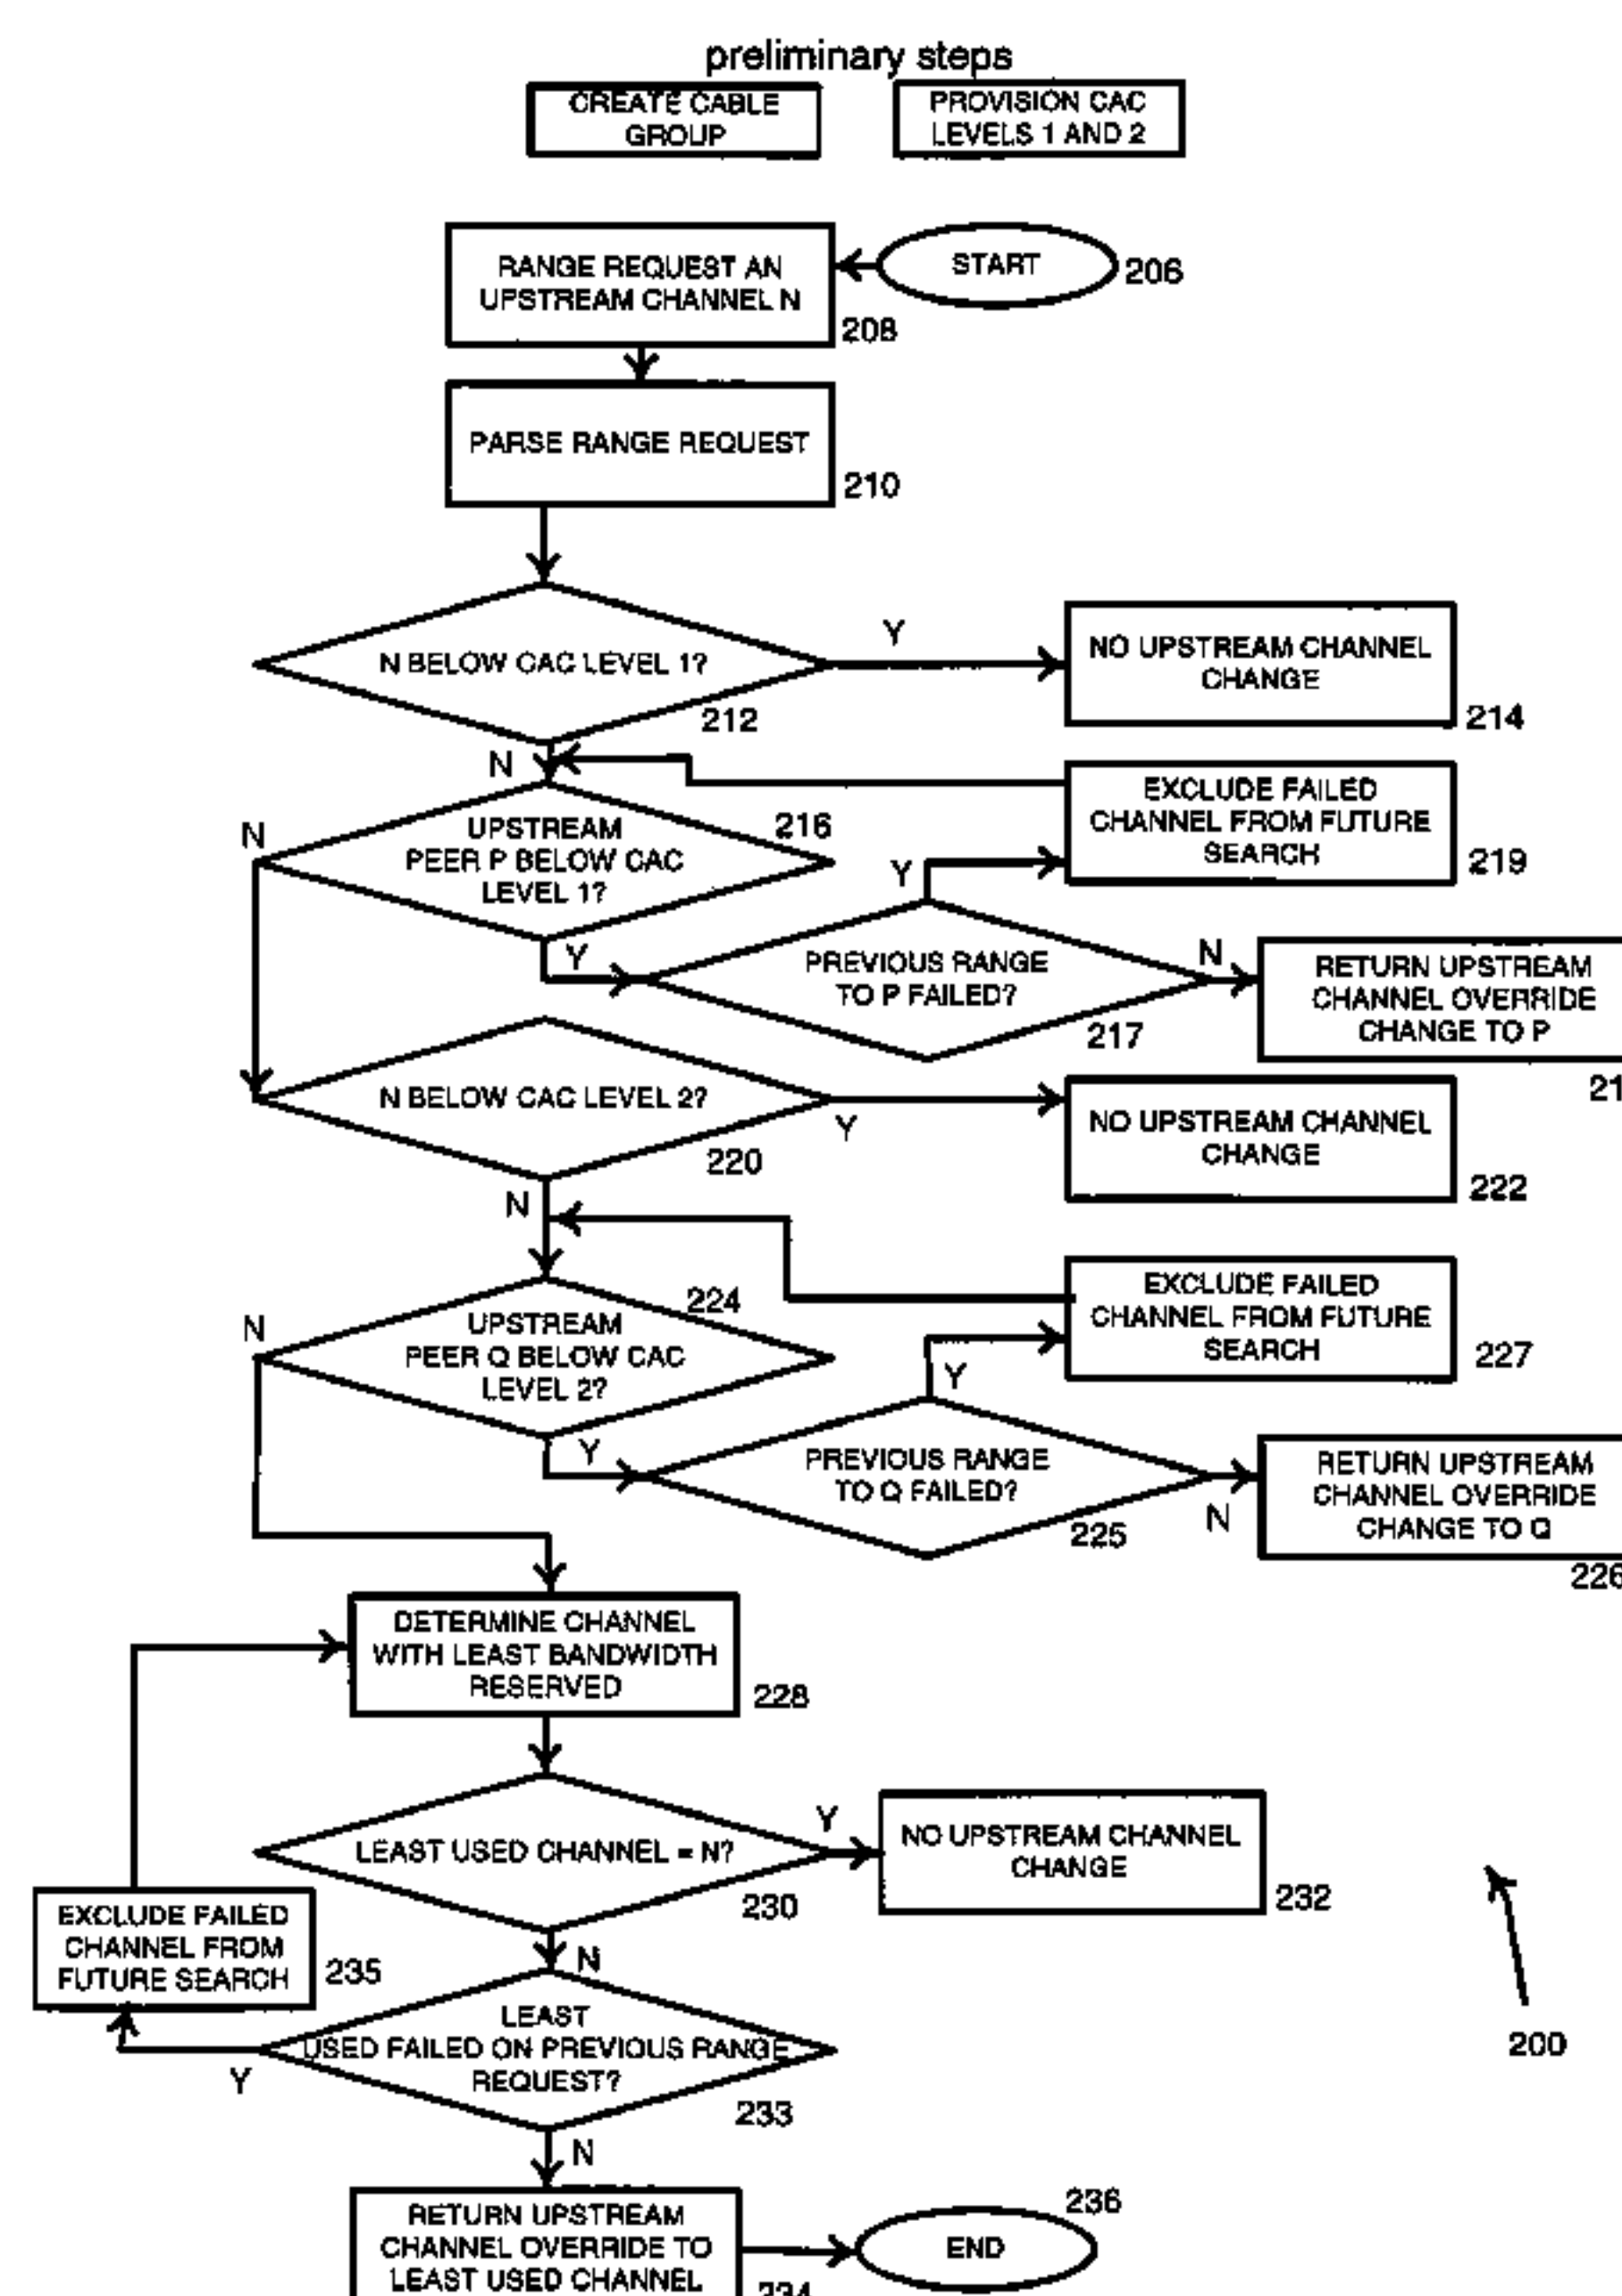 preliminary steps
CREATE CABLE
GROUP
PROVISION CAC
LEVELS 1 AND 2
START
206
RANGE REQUEST AN
UPSTREAM CHANNEL N
208
PARSE RANGE REQUEST
210
N BELOW CAC LEVEL 1?
212
Y
NO UPSTREAM CHANNEL
CHANGE
214
N
EXCLUDE FAILED
CHANNEL FROM FUTURE
SEARCH
219
UPSTREAM
PEER P BELOW CAC
LEVEL 1?
216
N
Y
Y
PREVIOUS RANGE
TO P FAILED?
217
N
RETURN UPSTREAM
CHANNEL OVERRIDE
CHANGE TO P
21
N BELOW CAC LEVEL 2?
220
Y
NO UPSTREAM CHANNEL
CHANGE
222
N
EXCLUDE FAILED
CHANNEL FROM FUTURE
SEARCH
227
224
UPSTREAM
PEER Q BELOW CAC
LEVEL 2?
N
Y
Y
PREVIOUS RANGE
TO Q FAILED?
225
N
RETURN UPSTREAM
CHANNEL OVERRIDE
CHANGE TO Q
226
DETERMINE CHANNEL
WITH LEAST BANDWIDTH
RESERVED
228
LEAST USED CHANNEL = N?
230
Y
NO UPSTREAM CHANNEL
CHANGE
232
N
EXCLUDE FAILED
CHANNEL FROM
FUTURE SEARCH
235
LEAST
USED FAILED ON PREVIOUS RANGE
REQUEST?
233
Y
200
N
RETURN UPSTREAM
CHANNEL OVERRIDE TO
LEAST USED CHANNEL
234
END
236